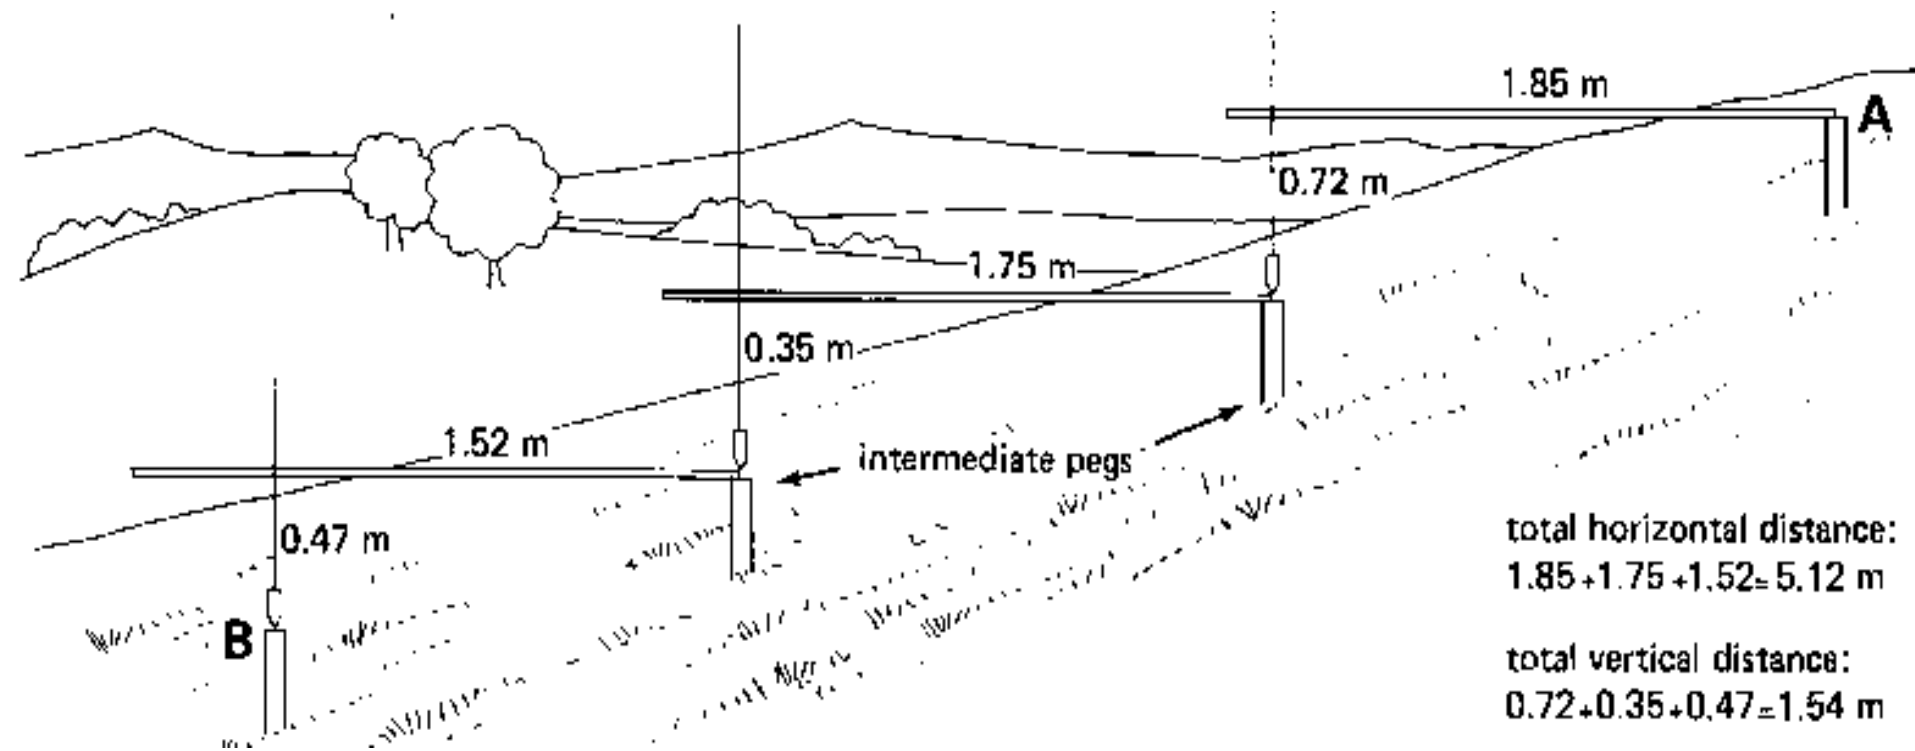 1.85 m
A
0.72 m
1.75 m
0.35 m
1.52 m
intermediate pegs
0.47 m
B
total horizontal distance:
1.85+1.75+1.52=5.12 m
total vertical distance:
0.72+0.35+0.47=1.54 m